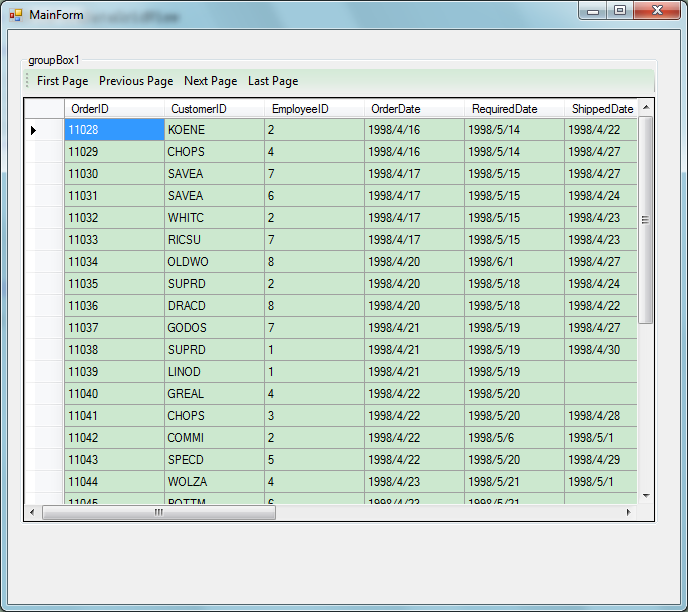 MainForm
groupBox1
First Page Previous Page Next Page Last Page
OrderID CustomerID EmployeeID OrderDate RequiredDate ShippedDate
11028 KOENE 2 1998/4/16 1998/5/14 1998/4/22
11029 CHOPS 4 1998/4/16 1998/5/14 1998/4/27
11030 SAVEA 7 1998/4/17 1998/5/15 1998/4/27
11031 SAVEA 6 1998/4/17 1998/5/15 1998/4/24
11032 WHITC 2 1998/4/17 1998/5/15 1998/4/23
11033 RICSU 7 1998/4/17 1998/5/15 1998/4/23
11034 OLDWO 8 1998/4/20 1998/6/1 1998/4/27
11035 SUPRD 2 1998/4/20 1998/5/18 1998/4/24
11036 DRACD 8 1998/4/20 1998/5/18 1998/4/22
11037 GODOS 7 1998/4/21 1998/5/19 1998/4/27
11038 SUPRD 1 1998/4/21 1998/5/19 1998/4/30
11039 LINOD 1 1998/4/21 1998/5/19
11040 GREAL 4 1998/4/22 1998/5/20
11041 CHOPS 3 1998/4/22 1998/5/20 1998/4/28
11042 COMMI 2 1998/4/22 1998/5/6 1998/5/1
11043 SPECD 5 1998/4/22 1998/5/20 1998/4/29
11044 WOLZA 4 1998/4/23 1998/5/21 1998/5/1
11045 BOTTM 6 1998/4/23 1998/5/21